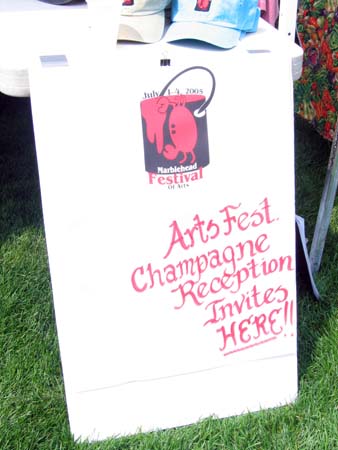 July 1-4, 2005
Marblehead
Festival
Of Arts
Arts Fest.
Champagne
Reception
Invites
HERE!!